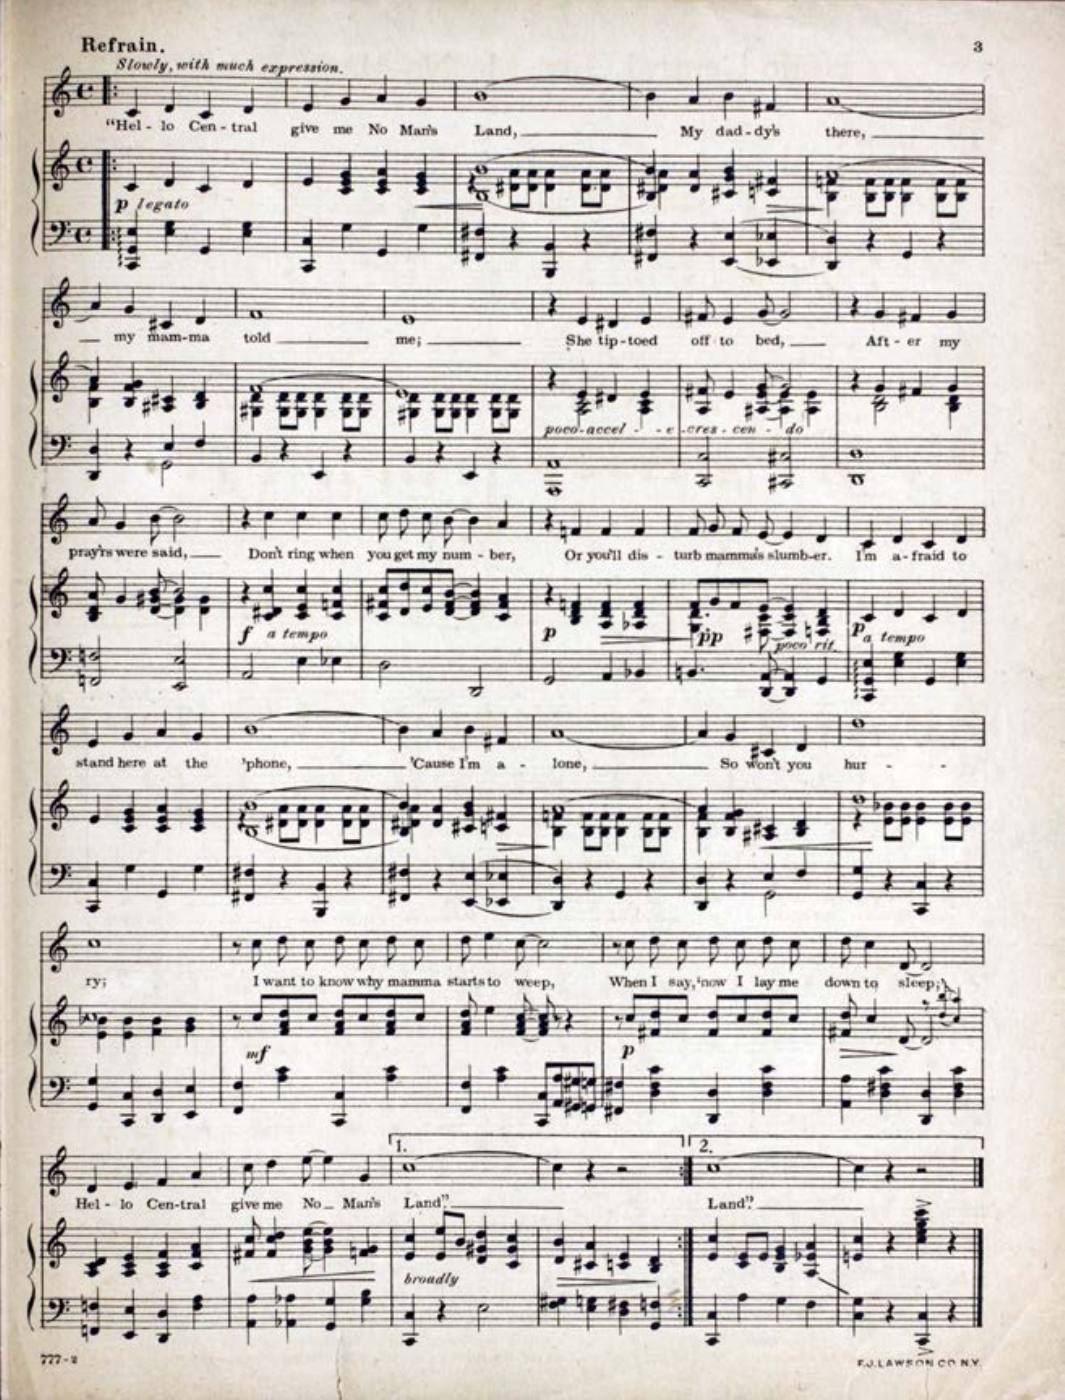 Refrain.
3
Slowly, with much expression.
"Hel - lo Cen - tral give me No Man's Land, My dad - dy's there,
p legato
my mam - ma told me; She tip - toed off to bed, Aft - er my
poco - accel - - e - cres - cen - do
pray'rs were said, Don't ring when you get my num - ber, Or you'll dis - turb mamma's slumb - er. I'm a - fraid to
f a tempo p pp poco rit. p a tempo
stand here at the 'phone, 'Cause I'm a - lone, So won't you hur - -
ry; I want to know why mamma starts to weep, When I say, 'now I lay me down to sleep;'
mf p
1. 2.
Hel - lo Cen - tral give me No Man's Land". Land".
broadly
777 - 2
F.J. LAWSON CO. N.Y.